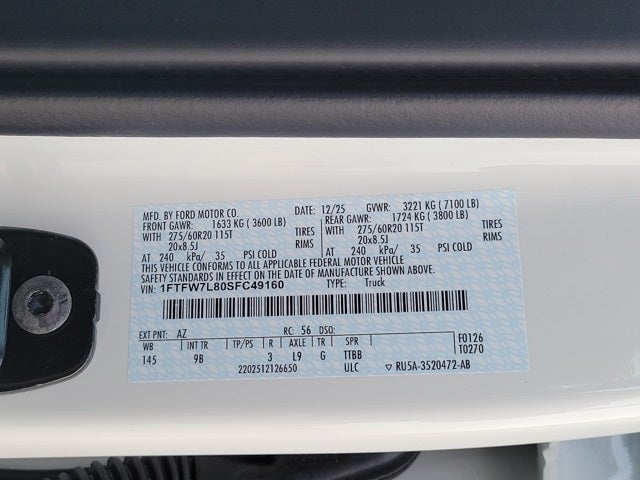 MFD. BY FORD MOTOR CO. DATE: 12/25 GVWR: 3221 KG ( 7100 LB)
FRONT GAWR: 1633 KG ( 3600 LB) REAR GAWR: 1724 KG ( 3800 LB)
WITH 275/60R20 115T TIRES WITH 275/60R20 115T TIRES
20x8.5J RIMS 20x8.5J RIMS
AT 240 kPa/ 35 PSI COLD AT 240 kPa/ 35 PSI COLD
THIS VEHICLE CONFORMS TO ALL APPLICABLE FEDERAL MOTOR VEHICLE
SAFETY AND THEFT PREVENTION STANDARDS IN EFFECT ON THE DATE OF MANUFACTURE SHOWN ABOVE.
VIN: 1FTFW7L80SFC49160 TYPE: Truck
EXT PNT: AZ RC: 56 DSO:
WB INT TR TP/PS R AXLE TR SPR F0126
145 9B 3 L9 G TTBB T0270
2202512126650 ULC ▽ RU5A-3520472-AB